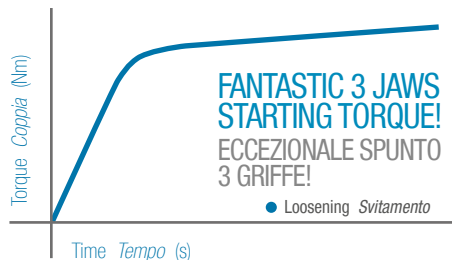 Torque Coppia (Nm)
FANTASTIC 3 JAWS
STARTING TORQUE!
ECCEZIONALE SPUNTO
3 GRIFFE!
Loosening Svitamento
Time Tempo (s)